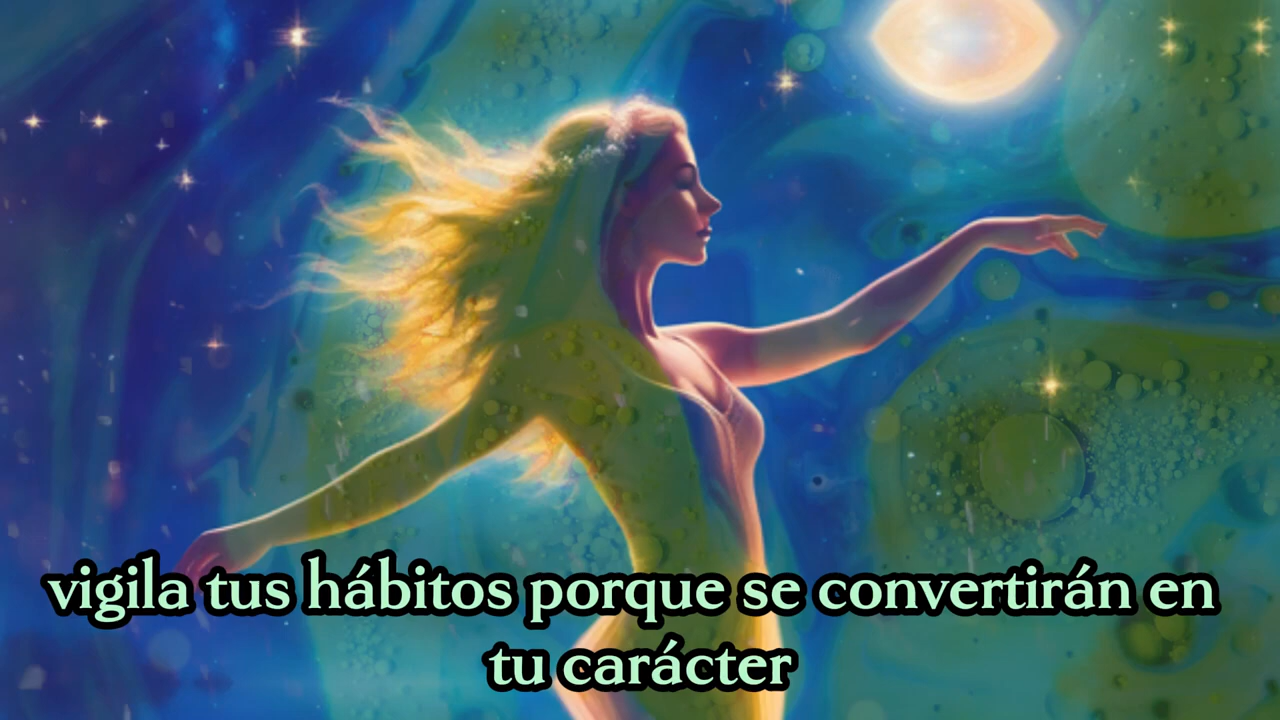 vigila tus hábitos porque se convertirán en
tu carácter